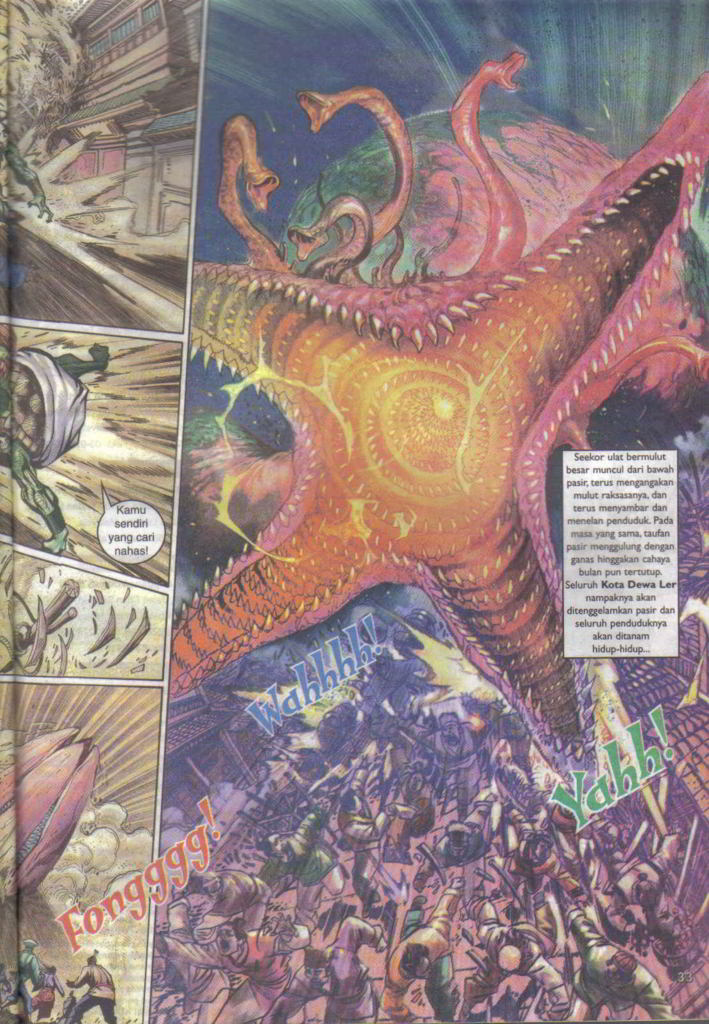 Kamu
sendiri
yang cari
nahas!
Seekor ulat bermulut
besar muncul dari bawah
pasir, terus mengangakan
mulut raksasanya, dan
terus menyambar dan
menelan penduduk. Pada
masa yang sama, taufan
pasir menggulung dengan
ganas hinggakan cahaya
bulan pun tertutup.
Seluruh Kota Dewa Ler
nampaknya akan
ditenggelamkan pasir dan
seluruh penduduknya
akan ditanam
hidup-hidup...
Wahhhh!
Yahh!
Fongggg!
33